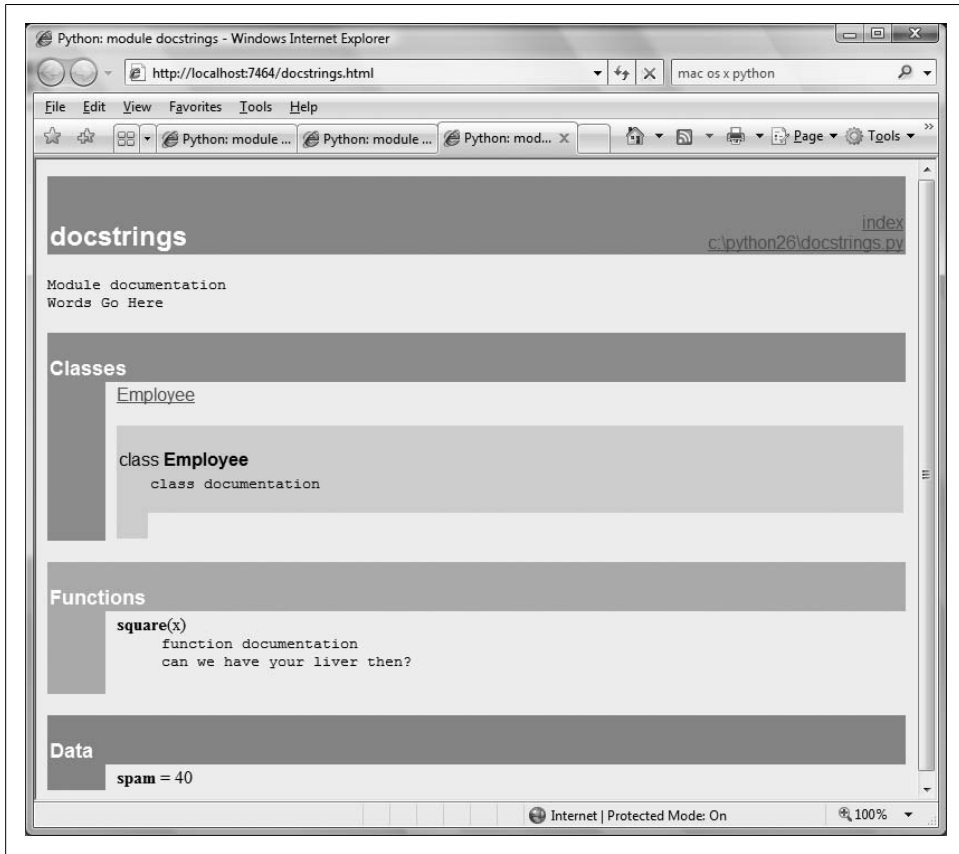 Python: module docstrings - Windows Internet Explorer
http://localhost:7464/docstrings.html
mac os x python
File Edit View Favorites Tools Help
Python: module ... Python: module ... Python: mod... Page Tools
docstrings
index
c:\python26\docstrings.py
Module documentation
Words Go Here
Classes
Employee
class Employee
class documentation
Functions
square(x)
function documentation
can we have your liver then?
Data
spam = 40
Internet | Protected Mode: On 100%